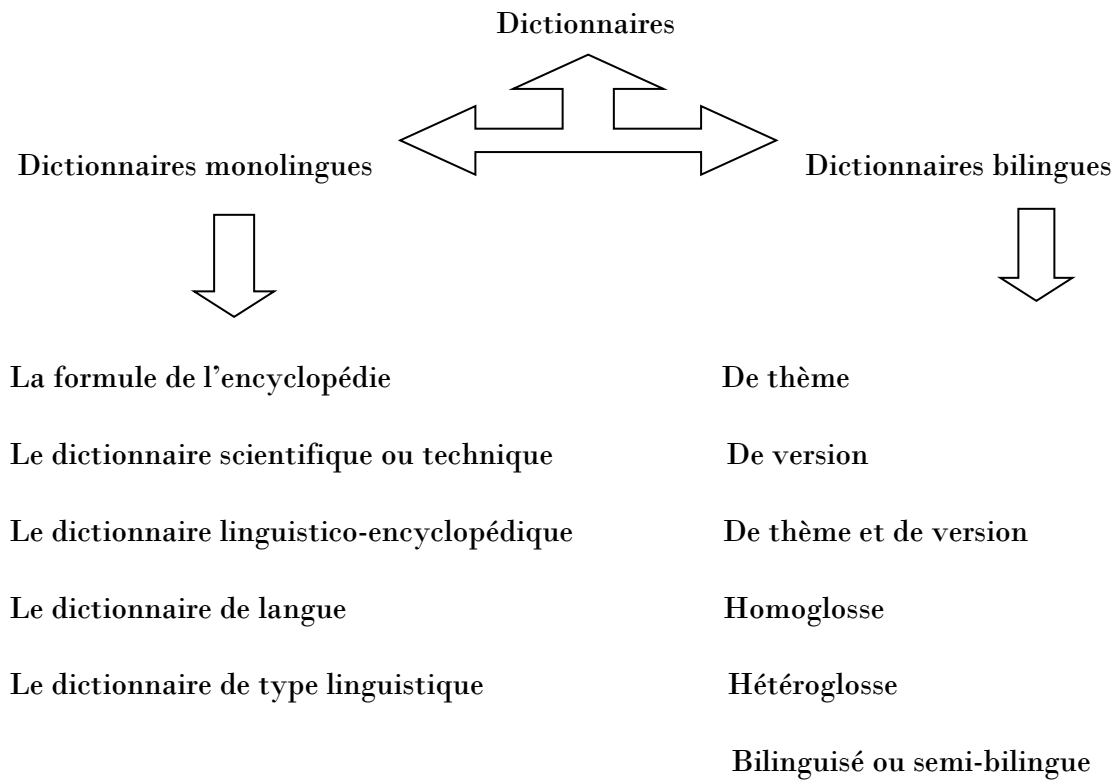 Dictionnaires
Dictionnaires monolingues
Dictionnaires bilingues
La formule de l’encyclopédie
De thème
Le dictionnaire scientifique ou technique
De version
Le dictionnaire linguistico-encyclopédique
De thème et de version
Le dictionnaire de langue
Homoglosse
Le dictionnaire de type linguistique
Hétéroglosse
Bilinguisé ou semi-bilingue